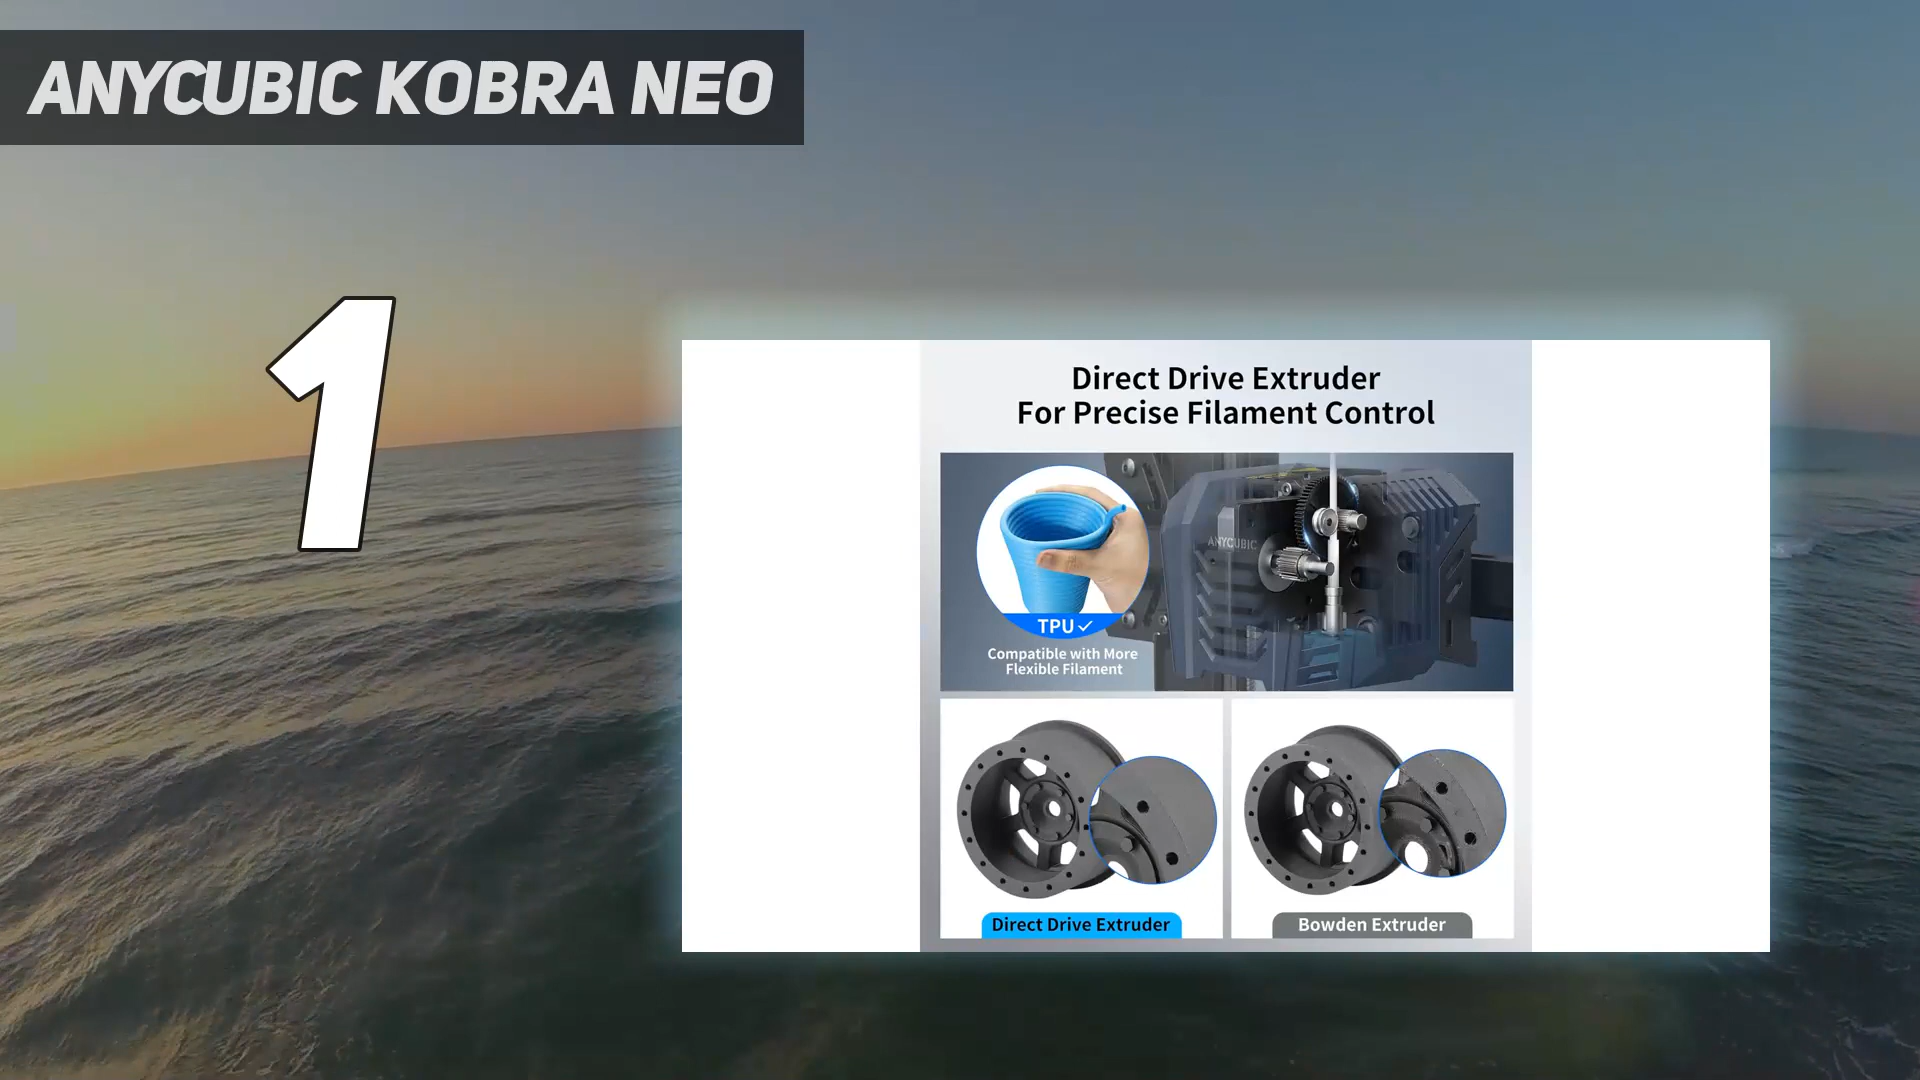 ANYCUBIC KOBRA NEO
1
Direct Drive Extruder
For Precise Filament Control
ANYCUBIC
TPU✓
Compatible with More
Flexible Filament
Direct Drive Extruder
Bowden Extruder